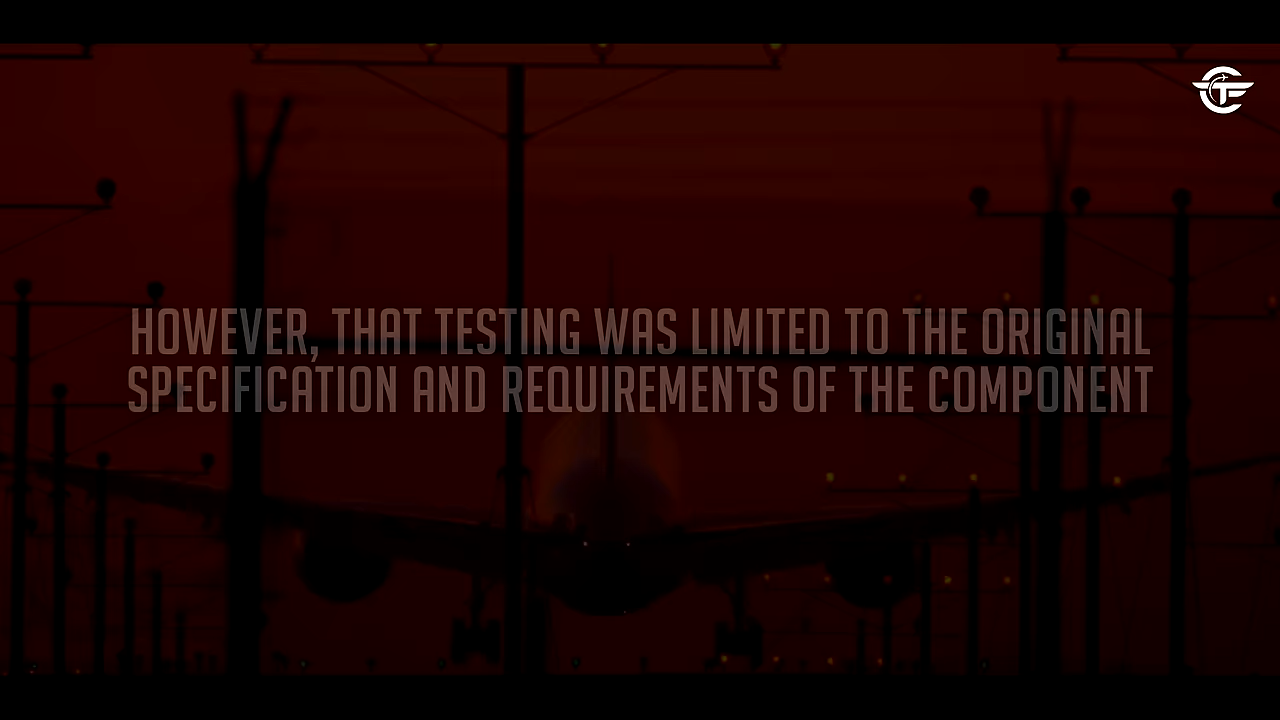 HOWEVER, THAT TESTING WAS LIMITED TO THE ORIGINAL
SPECIFICATION AND REQUIREMENTS OF THE COMPONENT